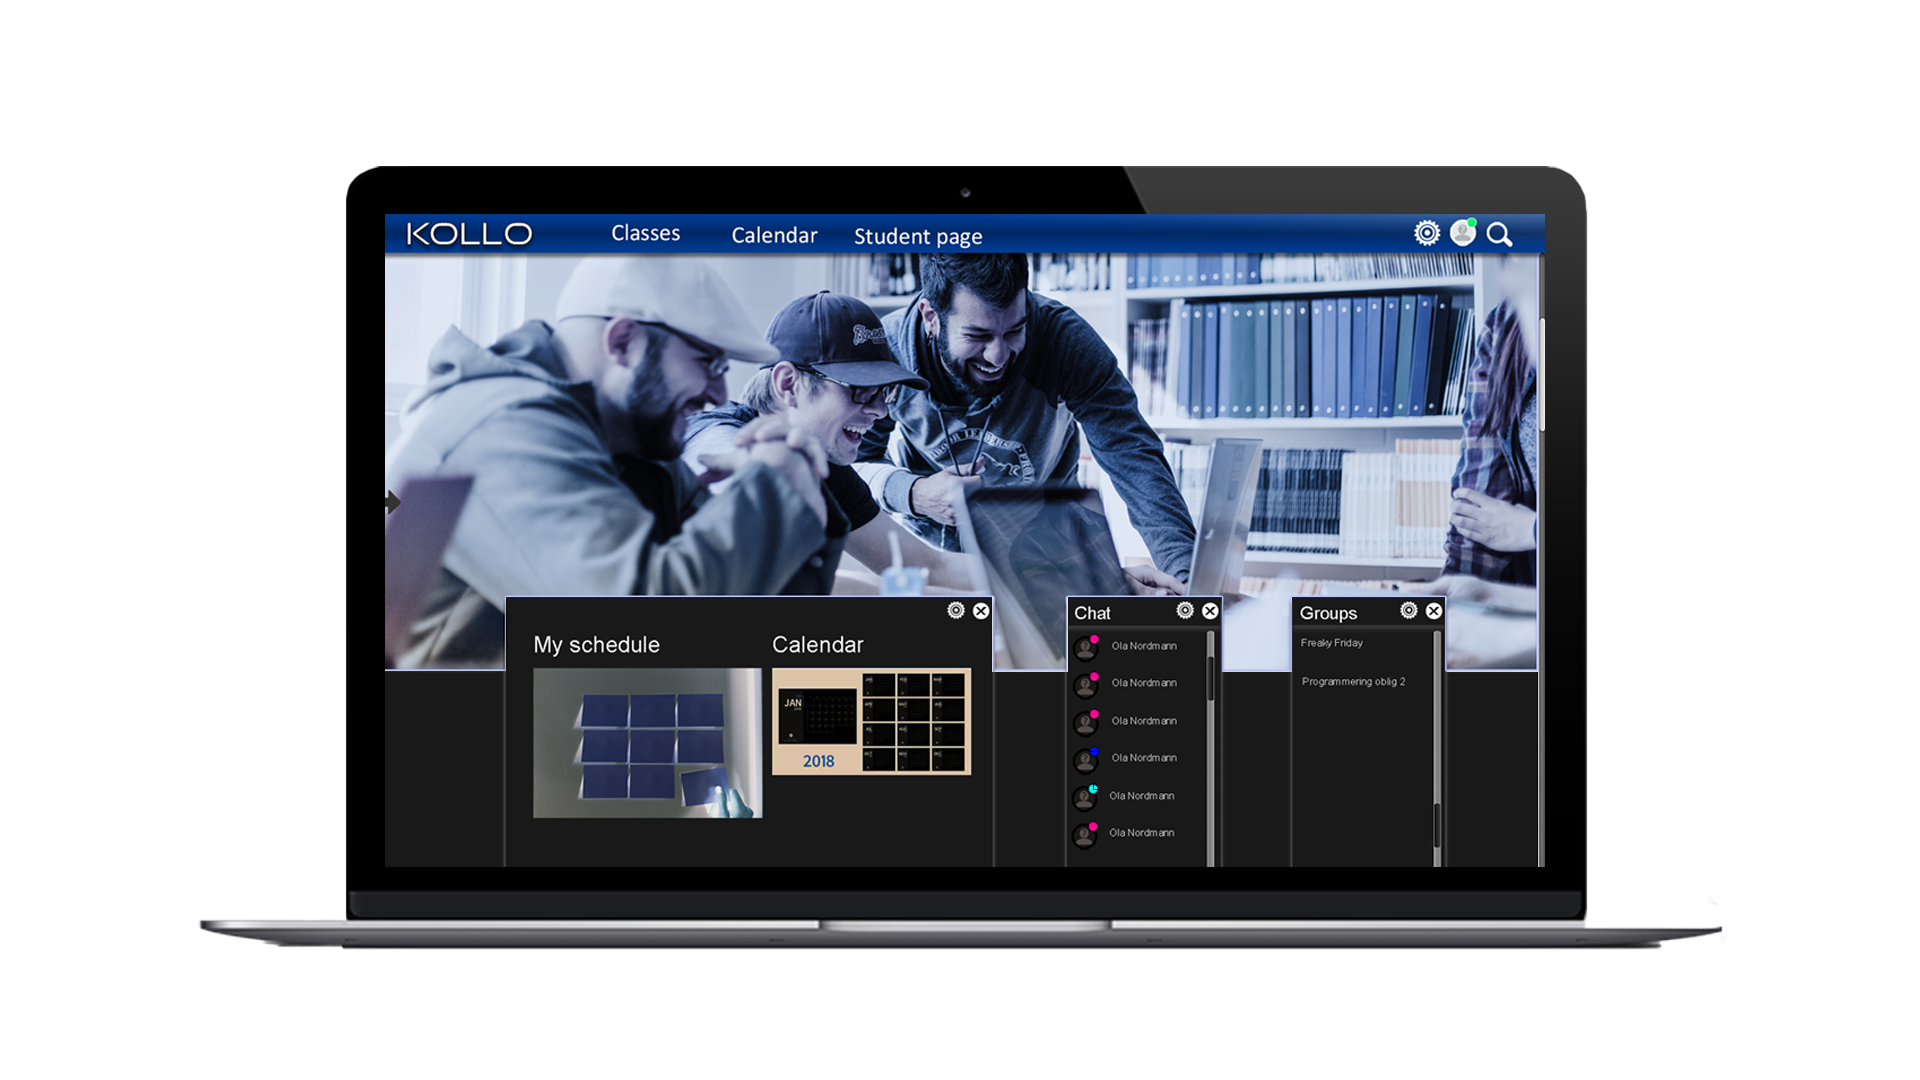 KOLLO
Classes
Calendar
Student page
My schedule
Calendar
JAN
2018
Chat
Ola Nordmann
Ola Nordmann
Ola Nordmann
Ola Nordmann
Ola Nordmann
Ola Nordmann
Groups
Freaky Friday
Programmering oblig 2